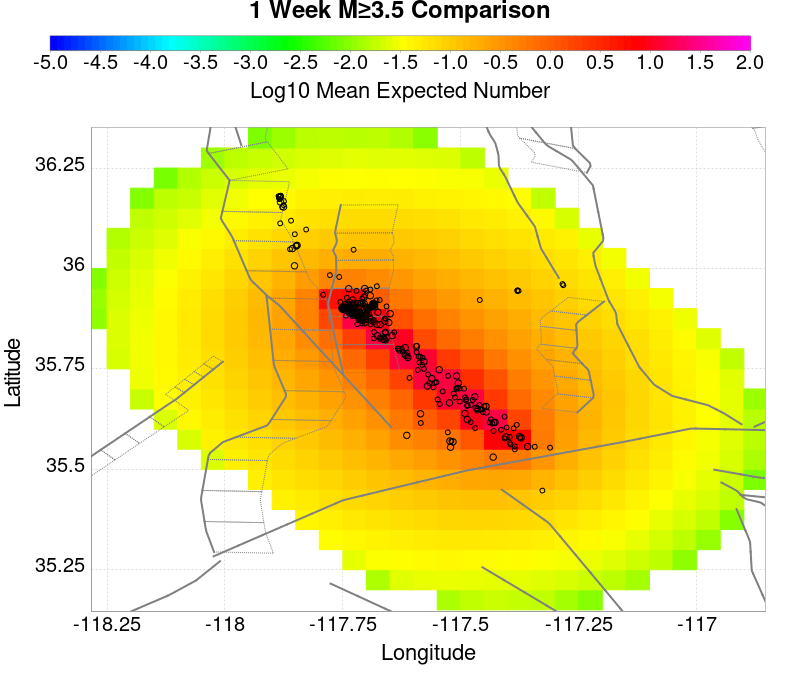 1 Week M≥3.5 Comparison
-5.0 -4.5 -4.0 -3.5 -3.0 -2.5 -2.0 -1.5 -1.0 -0.5 0.0 0.5 1.0 1.5 2.0
Log10 Mean Expected Number
36.25
36
35.75
35.5
35.25
Latitude
-118.25 -118 -117.75 -117.5 -117.25 -117
Longitude